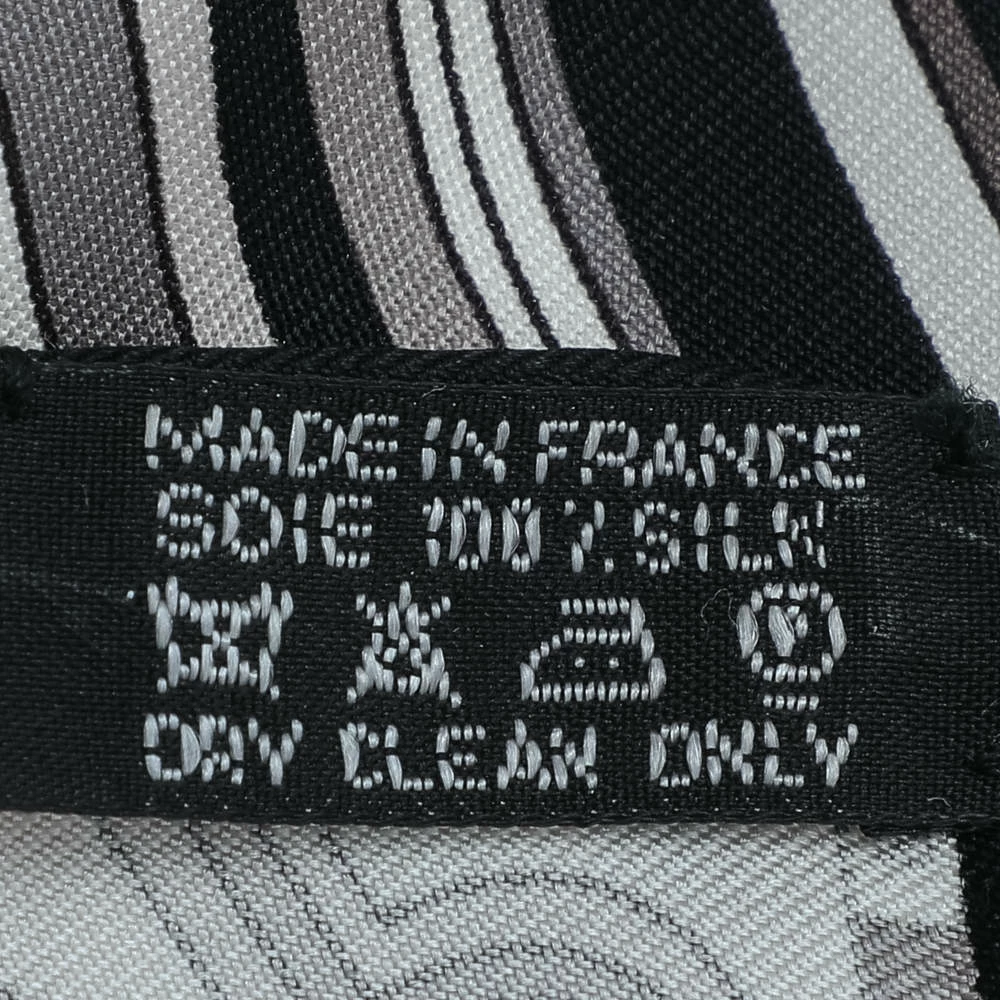 MADE IN FRANCE
SOIE 100% SILK
P
DRY CLEAN ONLY